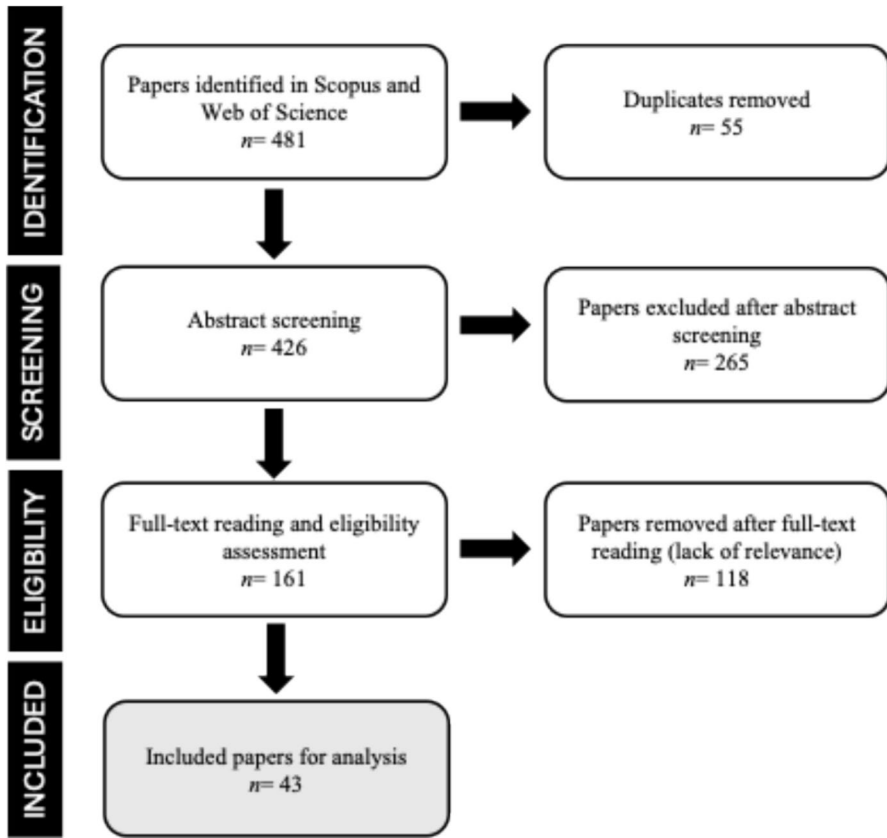 IDENTIFICATION
Papers identified in Scopus and
Web of Science
n= 481
Duplicates removed
n= 55
SCREENING
Abstract screening
n= 426
Papers excluded after abstract
screening
n= 265
ELIGIBILITY
Full-text reading and eligibility
assessment
n= 161
Papers removed after full-text
reading (lack of relevance)
n= 118
INCLUDED
Included papers for analysis
n= 43